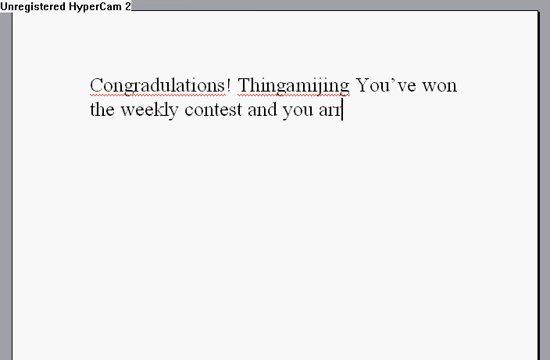 Unregistered HyperCam 2
Congradulations! Thingamijing You've won
the weekly contest and you arr